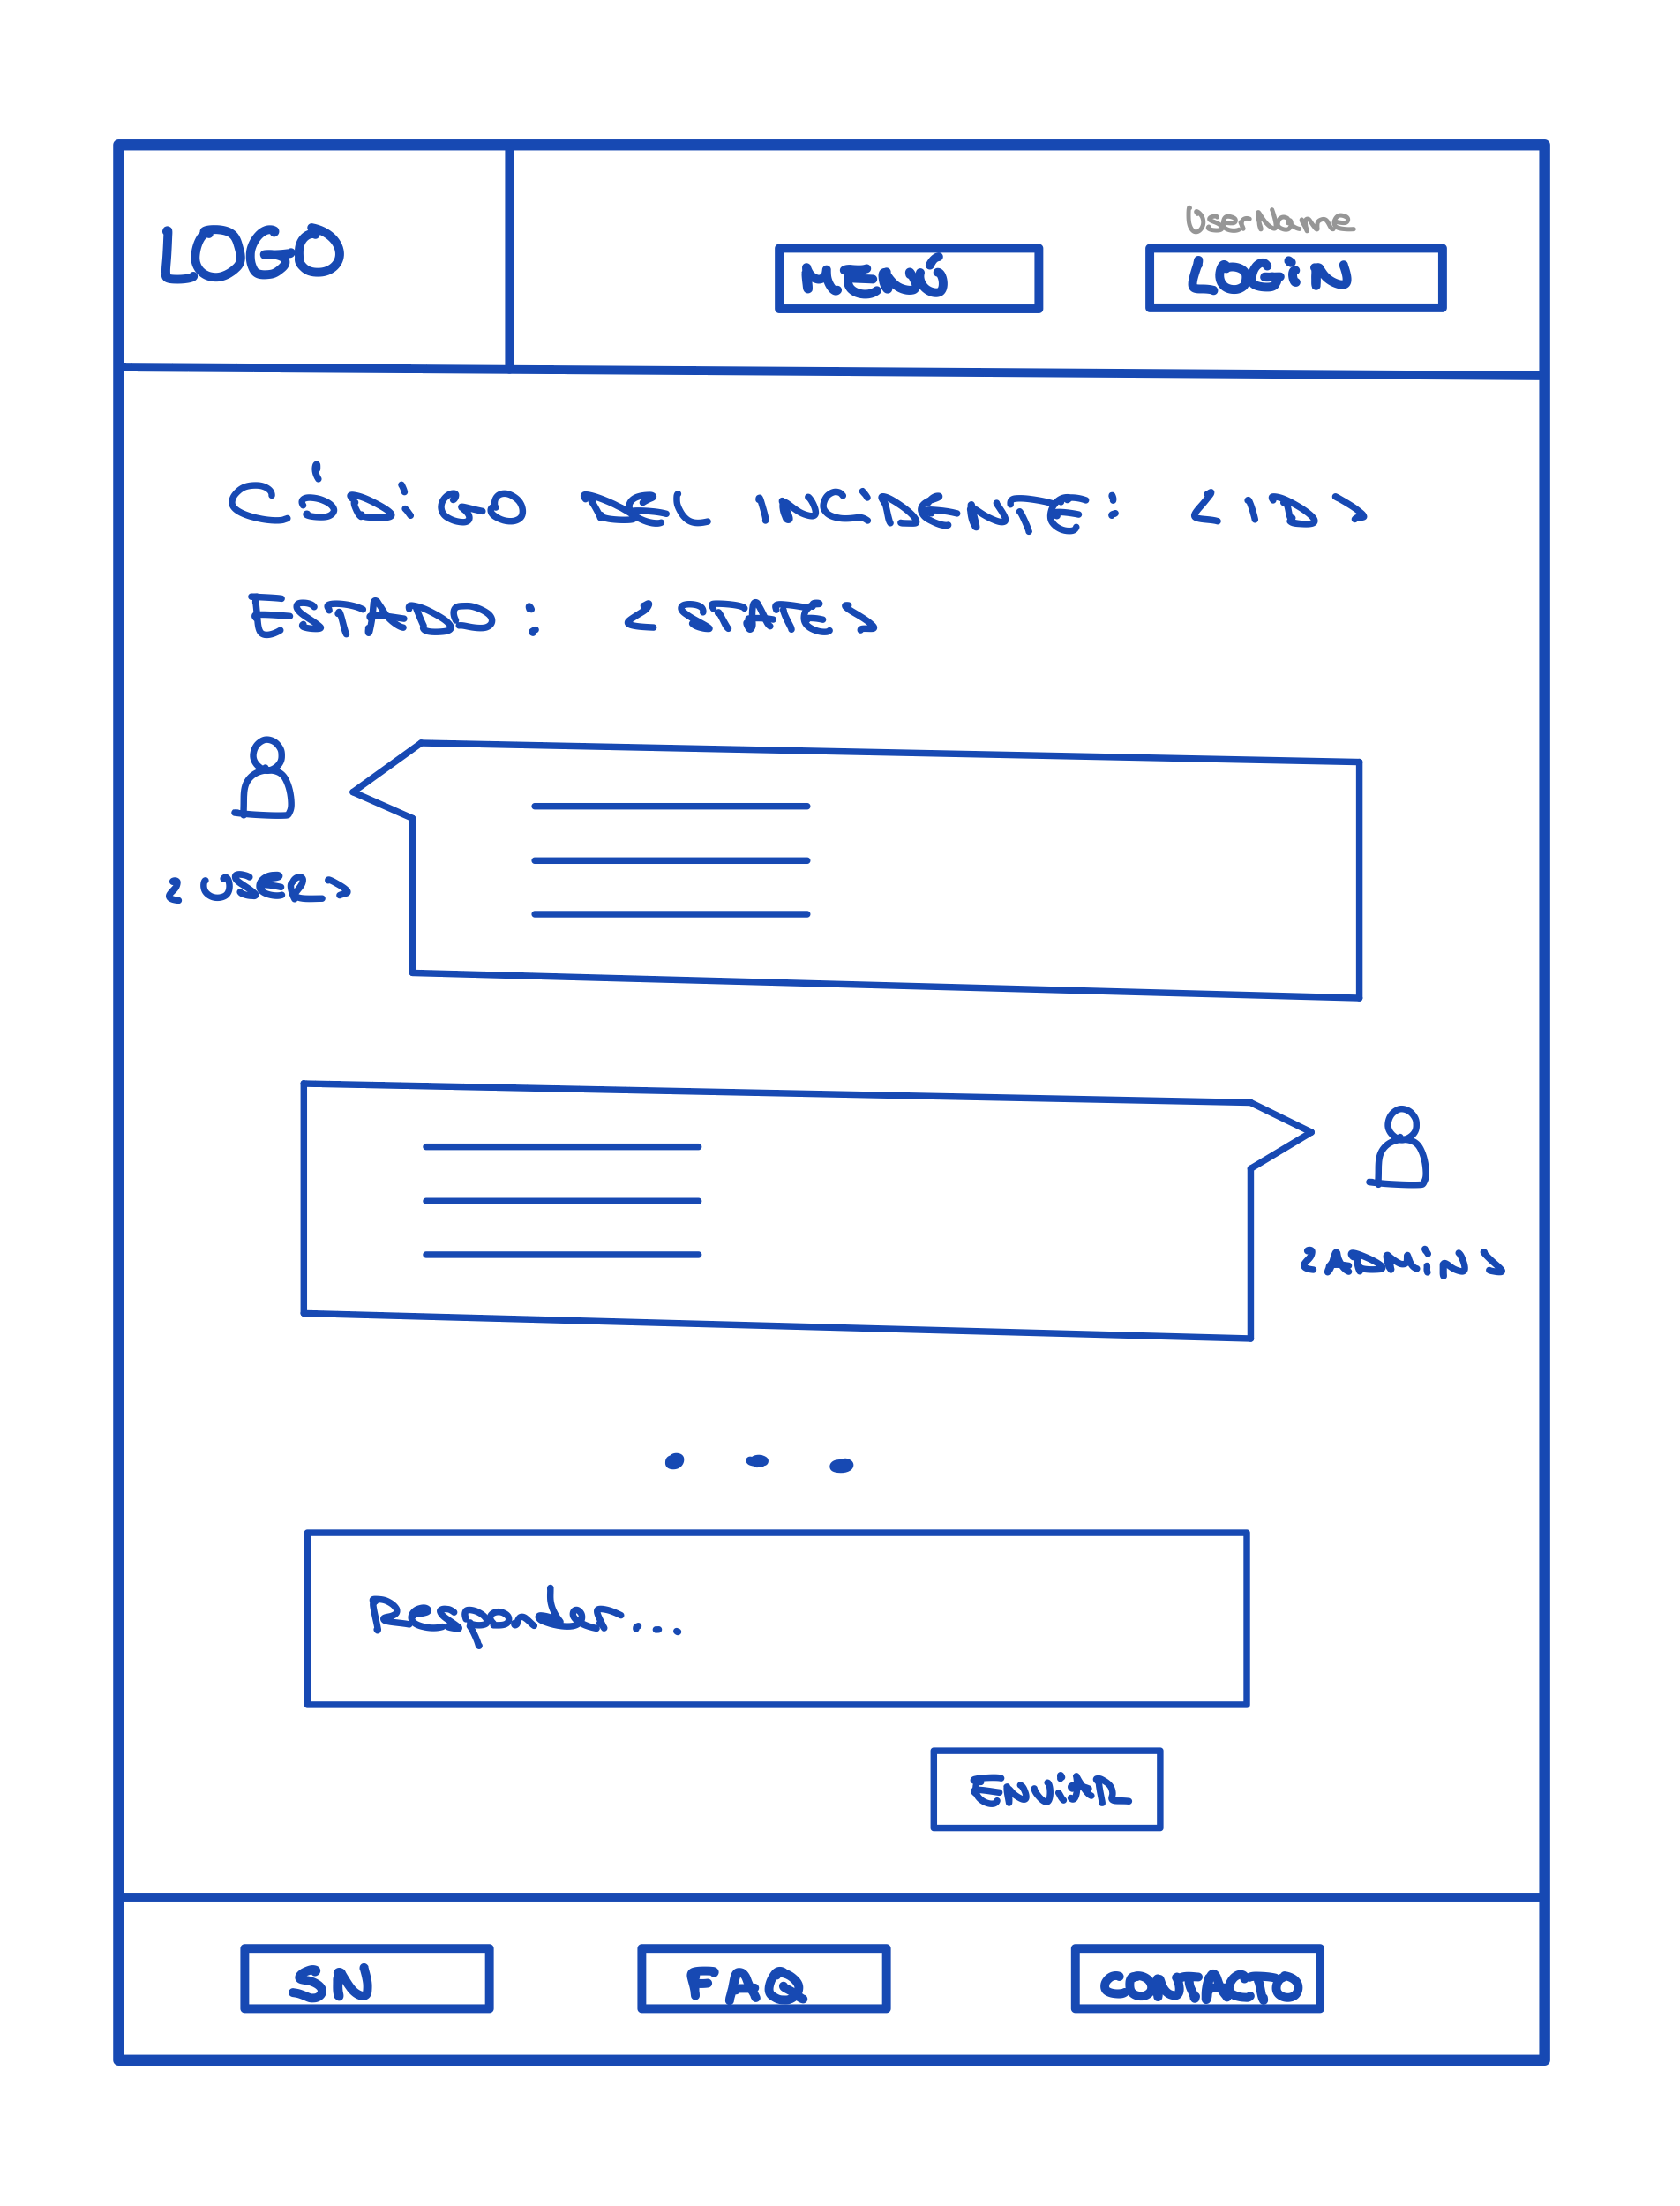 LOGO
UserName
MENÚ
LOGIN
CÓDIGO DEL INCIDENTE: <ID>
ESTADO: <STATE>
<USER>
<ADMIN>
Responder....
ENVIAR
SN
FAQ
CONTACTO